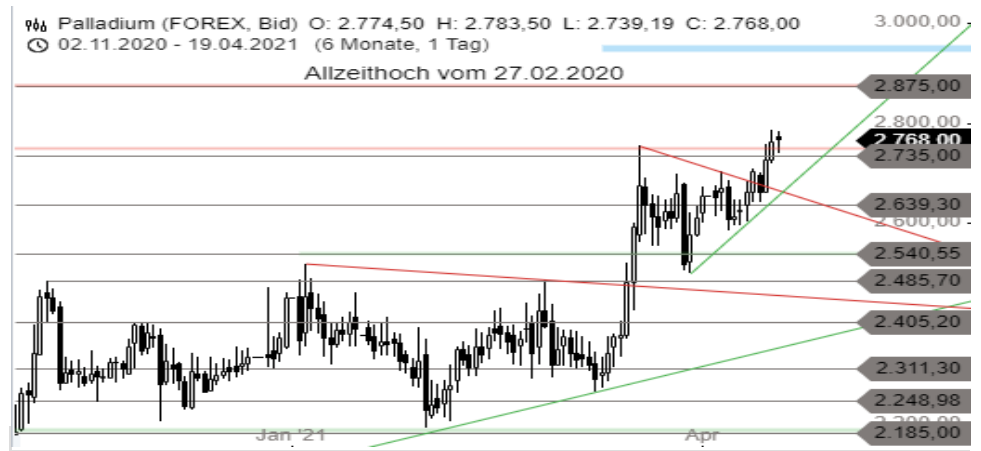 Palladium (FOREX, Bid) O: 2.774,50 H: 2.783,50 L: 2.739,19 C: 2.768,00
02.11.2020 - 19.04.2021 (6 Monate, 1 Tag)
3.000,00
Allzeithoch vom 27.02.2020
2.875,00
2.800,00
2.768,00
2.735,00
2.639,30
2.600,00
2.540,55
2.485,70
2.405,20
2.311,30
2.248,98
2.185,00
Jan '21
Apr